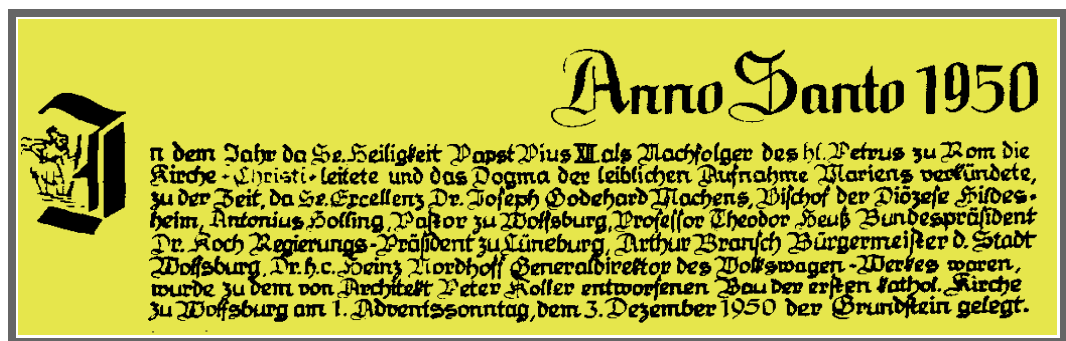 Anno Santo 1950
In dem Jahr da Se. Heiligkeit Papst Pius XII als Nachfolger des hl. Petrus zu Rom die
Kirche - Christi - leitete und das Dogma der leiblichen Aufnahme Mariens verkündete,
zu der Zeit, da Se. Excellenz Dr. Joseph Godehard Machens, Bischof der Diözese Hildes-
heim, Antonius Holling, Pastor zu Wolfsburg, Professor Theodor Heuß Bundespräsident
Dr. Koch Regierungs-Präsident zu Lüneburg, Arthur Bransch Bürgermeister d. Stadt
Wolfsburg, Dr. h.c. Heinz Nordhoff Generaldirektor des Volkswagen-Werkes waren,
wurde zu dem von Architekt Peter Koller entworfenen Bau der ersten kathol. Kirche
zu Wolfsburg am 1. Adventssonntag, dem 3. Dezember 1950 der Grundstein gelegt.